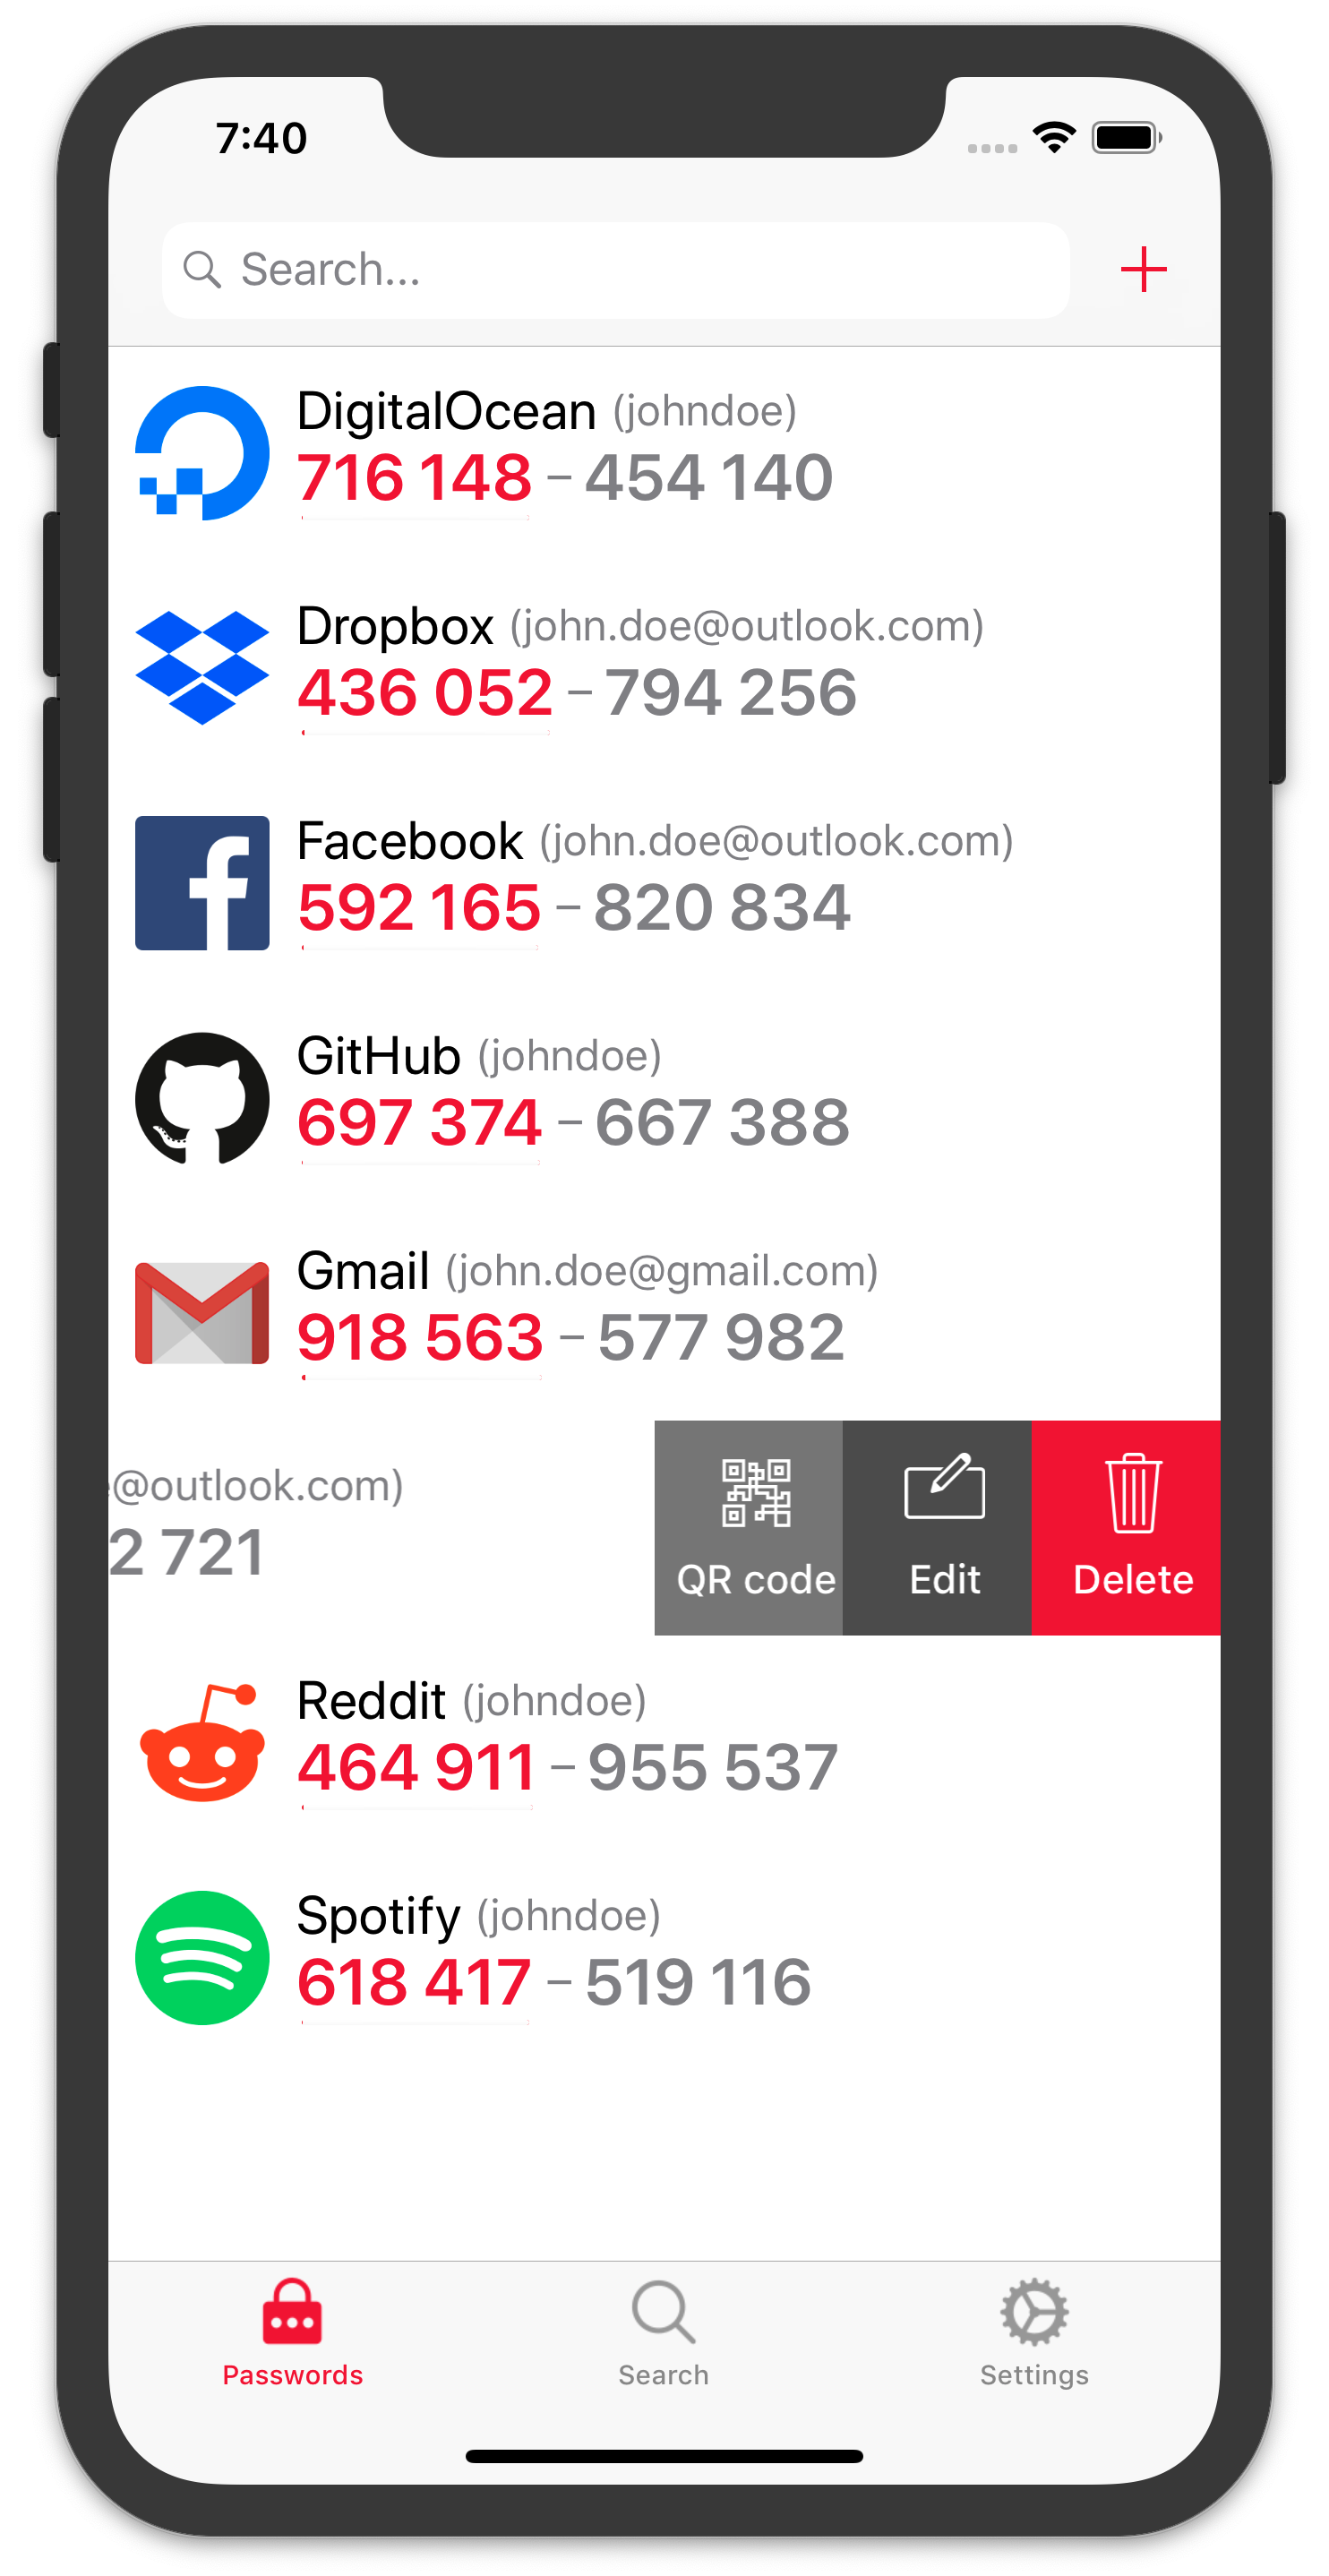 7:40
Search...
DigitalOcean (johndoe)
716 148 – 454 140
Dropbox (john.doe@outlook.com)
436 052 – 794 256
Facebook (john.doe@outlook.com)
592 165 – 820 834
GitHub (johndoe)
697 374 – 667 388
Gmail (john.doe@gmail.com)
918 563 – 577 982
@outlook.com)
2 721
QR code
Edit
Delete
Reddit (johndoe)
464 911 – 955 537
Spotify (johndoe)
618 417 – 519 116
Passwords
Search
Settings